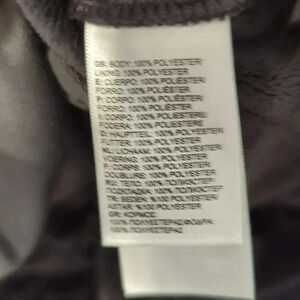 GB: BODY: 100% POLYESTER/
LINING: 100% POLYESTER/
E: CUERPO: 100% POLIÉSTER/
FORRO: 100% POLIÉSTER/
P: CORPO: 100% POLIÉSTER/
FORRO: 100% POLIÉSTER/
I: CORPO: 100% POLIESTERE/
FODERA: 100% POLIESTERE
D: HAUPTTEIL: 100% POLYESTER/
FUTTER: 100% POLYESTER/
NL: LICHAAM: 100% POLYESTER/
VOERING: 100% POLYESTER/
F: CORPS: 100% POLYESTER/
DOUBLURE: 100% POLYESTER/
RU: ТЕЛО: 100% ПОЛИЭСТЕР/
ПОДКЛАДКА: 100% ПОЛИЭСТЕР/
TR: BEDEN: %100 POLYESTER/
ASTAR: %100 POLYESTER/
GR: ΚΟΡΜΟΣ:
100% ΠΟΛΥΕΣΤΕΡΑΣ/ΦΟΔΡΑ:
100% ΠΟΛΥΕΣΤΕΡΑΣ